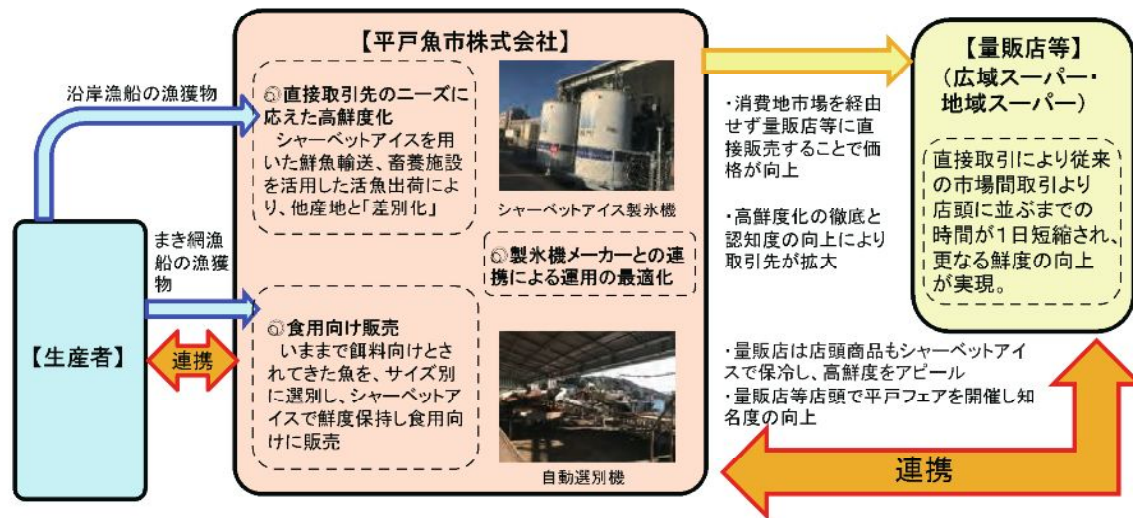 【平戸魚市株式会社】
沿岸漁船の漁獲物
まき網漁
船の漁獲
物
【生産者】
連携
◎直接取引先のニーズに
応えた高鮮度化
シャーベットアイスを用
いた鮮魚輸送、畜養施設
を活用した活魚出荷によ
り、他産地と「差別化」
シャーベットアイス製氷機
◎製氷機メーカーとの連
携による運用の最適化
◎食用向け販売
いままで餌料向けとさ
れてきた魚を、サイズ別
に選別し、シャーベットア
イスで鮮度保持し食用向
けに販売
自動選別機
・消費地市場を経由
せず量販店等に直
接販売することで価
格が向上
・高鮮度化の徹底と
認知度の向上により
取引先が拡大
【量販店等】
（広域スーパー・
地域スーパー）
直接取引により従来
の市場間取引より
店頭に並ぶまでの
時間が１日短縮され、
更なる鮮度の向上
が実現。
・量販店は店頭商品もシャーベットアイ
スで保冷し、高鮮度をアピール
・量販店等店頭で平戸フェアを開催し知
名度の向上
連携